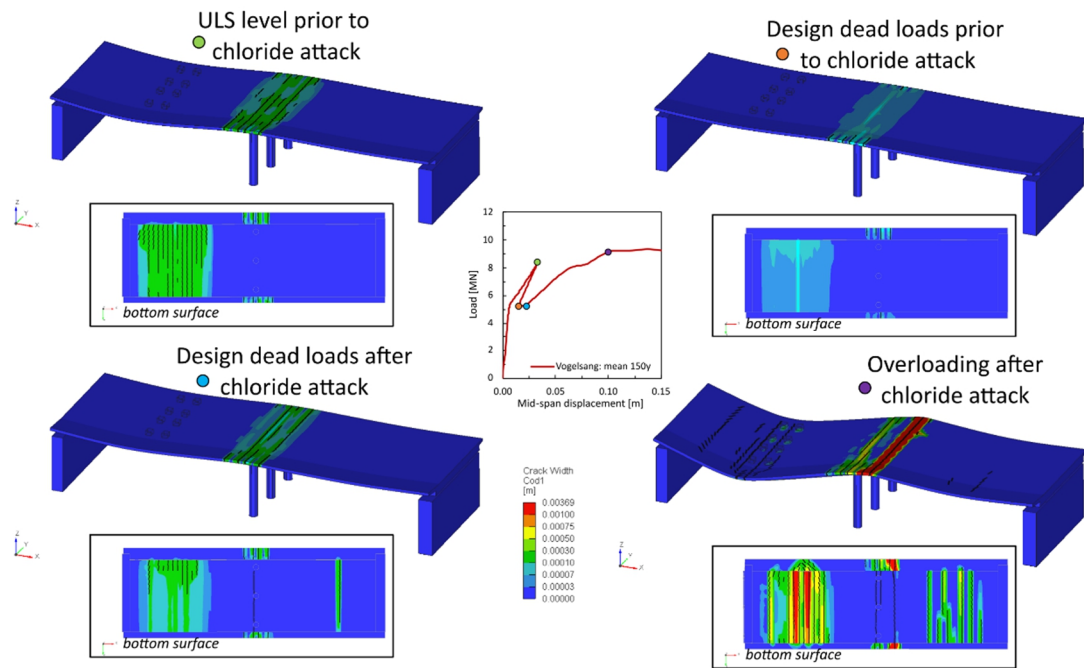 ULS level prior to
chloride attack
Design dead loads prior
to chloride attack
Z
Y
X
bottom surface
12
10
8
6
4
2
0
Load [MN]
Vogelsang: mean 150y
0.00
0.05
0.10
0.15
Mid-span displacement [m]
bottom surface
Design dead loads after
chloride attack
Overloading after
chloride attack
Crack Width
Cod1
[m]
0.00369
0.00100
0.00075
0.00050
0.00030
0.00010
0.00007
0.00003
0.00000
Z
Y
X
bottom surface
Z
Y
X
bottom surface